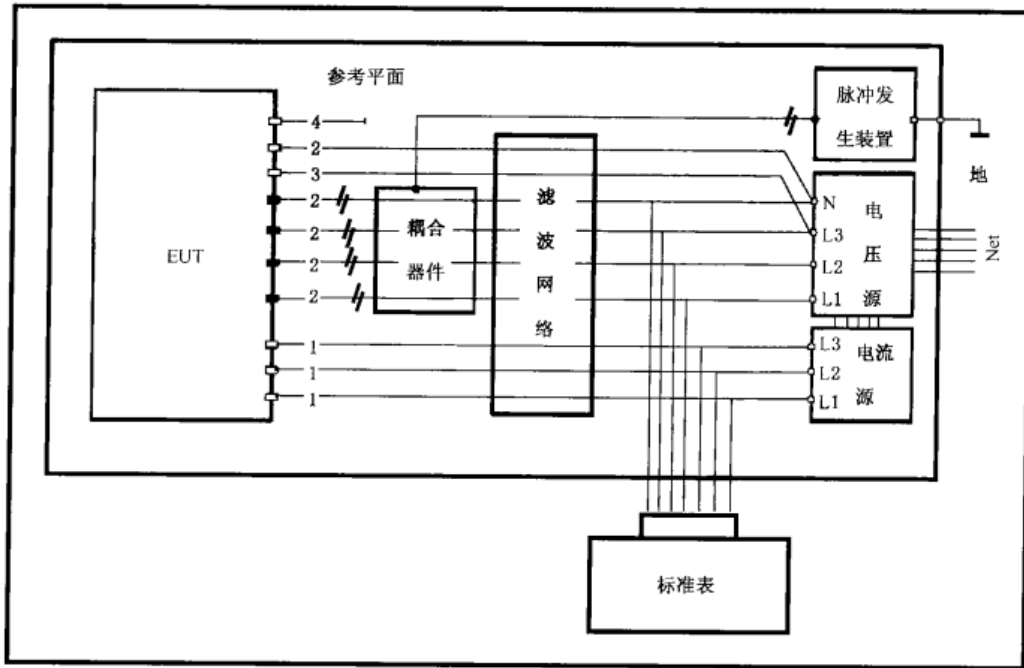 参考平面
脉冲发
生装置
地
EUT
4
2
3
2
2
2
2
1
1
1
耦合
器件
滤
波
网
络
N
L3
L2
L1
电
压
源
Net
L3
L2
L1
电流
源
标准表